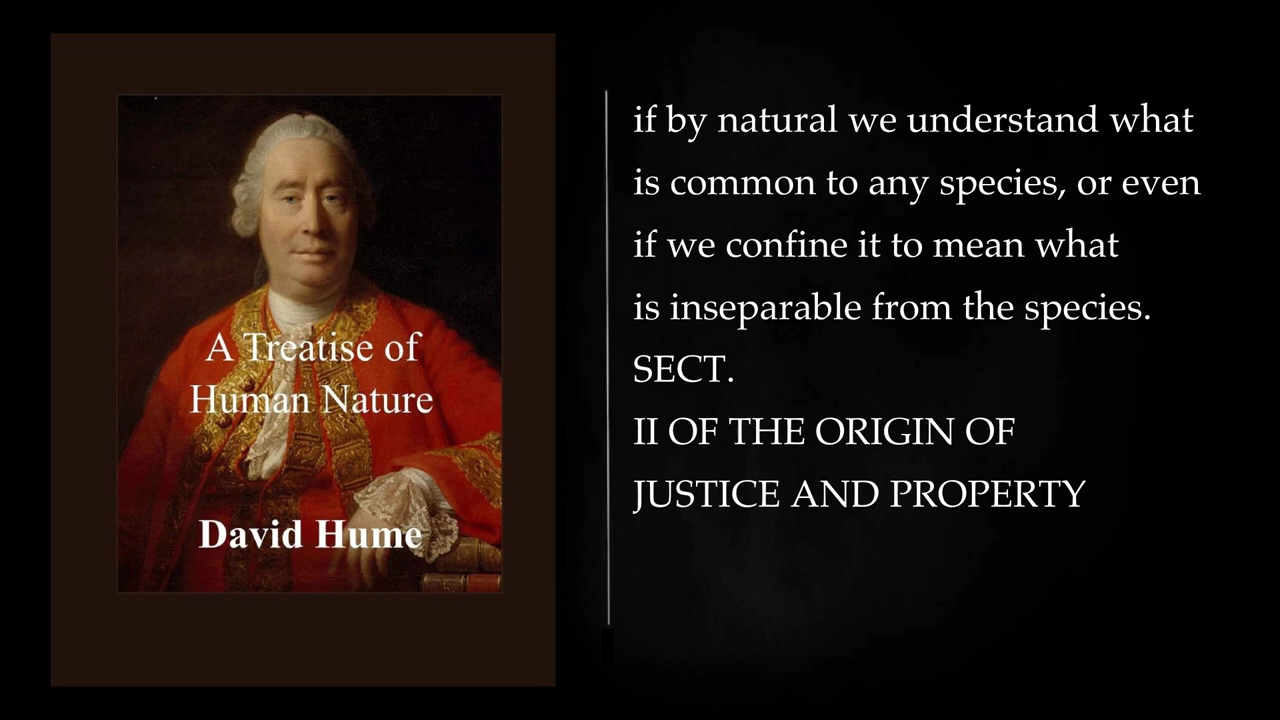 A Treatise of
Human Nature
David Hume
if by natural we understand what
is common to any species, or even
if we confine it to mean what
is inseparable from the species.
SECT.
II OF THE ORIGIN OF
JUSTICE AND PROPERTY